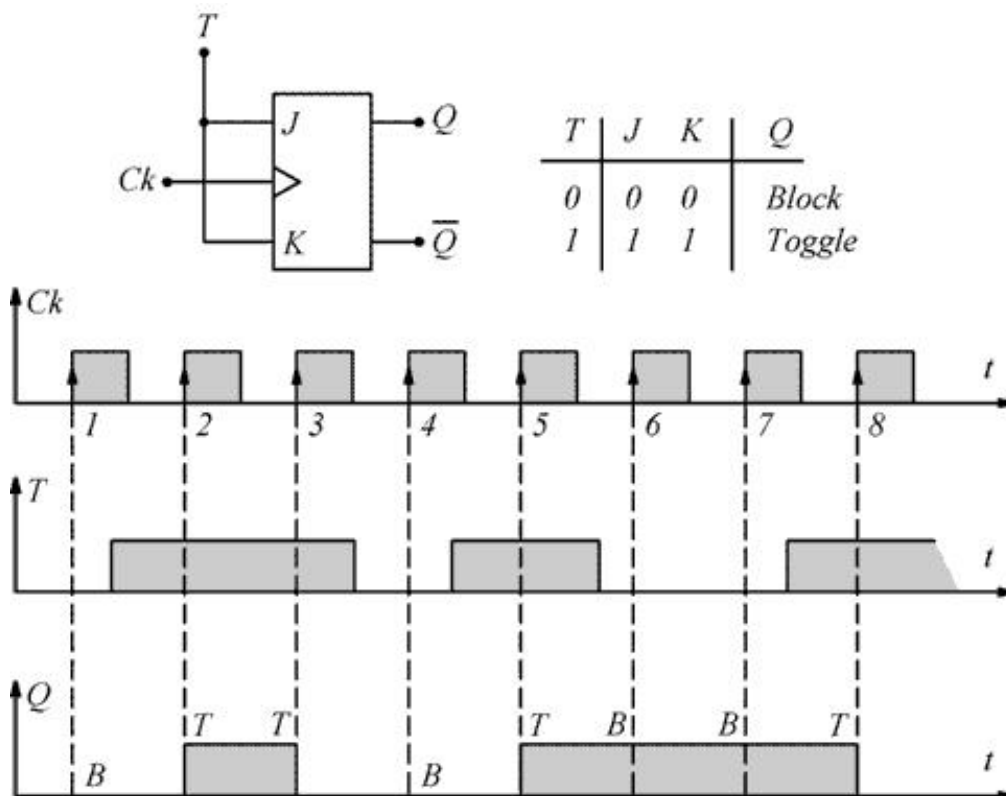 T
J Q
Ck
K Q̅
T J K Q
0 0 0 Block
1 1 1 Toggle
Ck
t
1 2 3 4 5 6 7 8
T
t
Q
T T T B B T
B B t